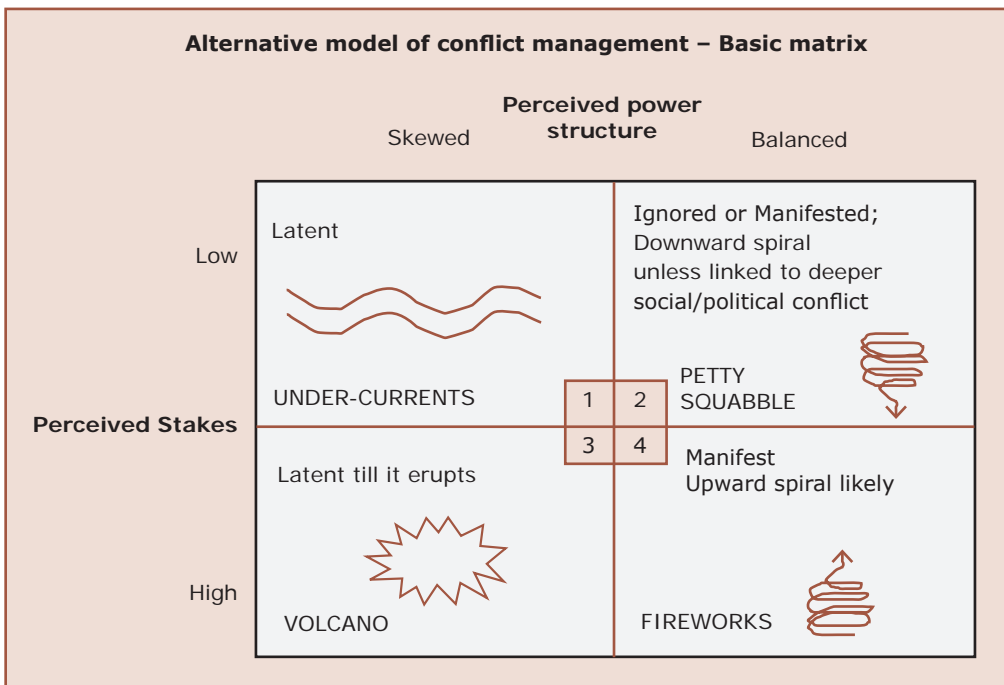 Alternative model of conflict management – Basic matrix
Perceived power
structure
Skewed
Balanced
Perceived Stakes
Low
Latent
UNDER-CURRENTS
Ignored or Manifested;
Downward spiral
unless linked to deeper
social/political conflict
PETTY
SQUABBLE
1 2
3 4
High
Latent till it erupts
VOLCANO
Manifest
Upward spiral likely
FIREWORKS